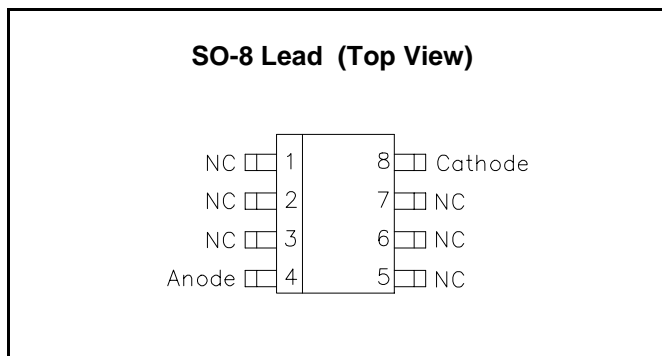 SO-8 Lead (Top View)
NC 1 8 Cathode
NC 2 7 NC
NC 3 6 NC
Anode 4 5 NC